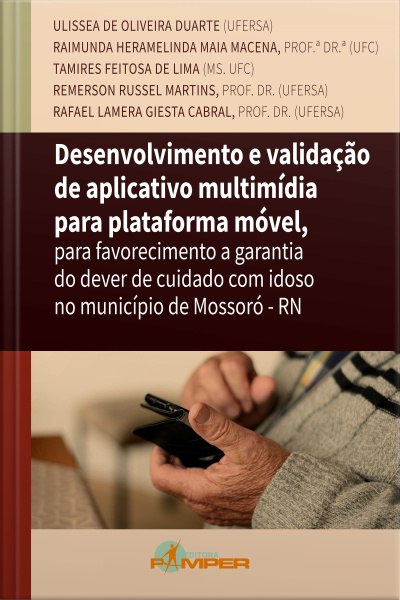 ULISSEA DE OLIVEIRA DUARTE (UFERSA)
RAIMUNDA HERAMELINDA MAIA MACENA, PROF.ª DR.ª (UFC)
TAMIRES FEITOSA DE LIMA (MS. UFC)
REMERSON RUSSEL MARTINS, PROF. DR. (UFERSA)
RAFAEL LAMERA GIESTA CABRAL, PROF. DR. (UFERSA)
Desenvolvimento e validação
de aplicativo multimídia
para plataforma móvel,
para favorecimento a garantia
do dever de cuidado com idoso
no município de Mossoró - RN
EDITORA
PAMPER